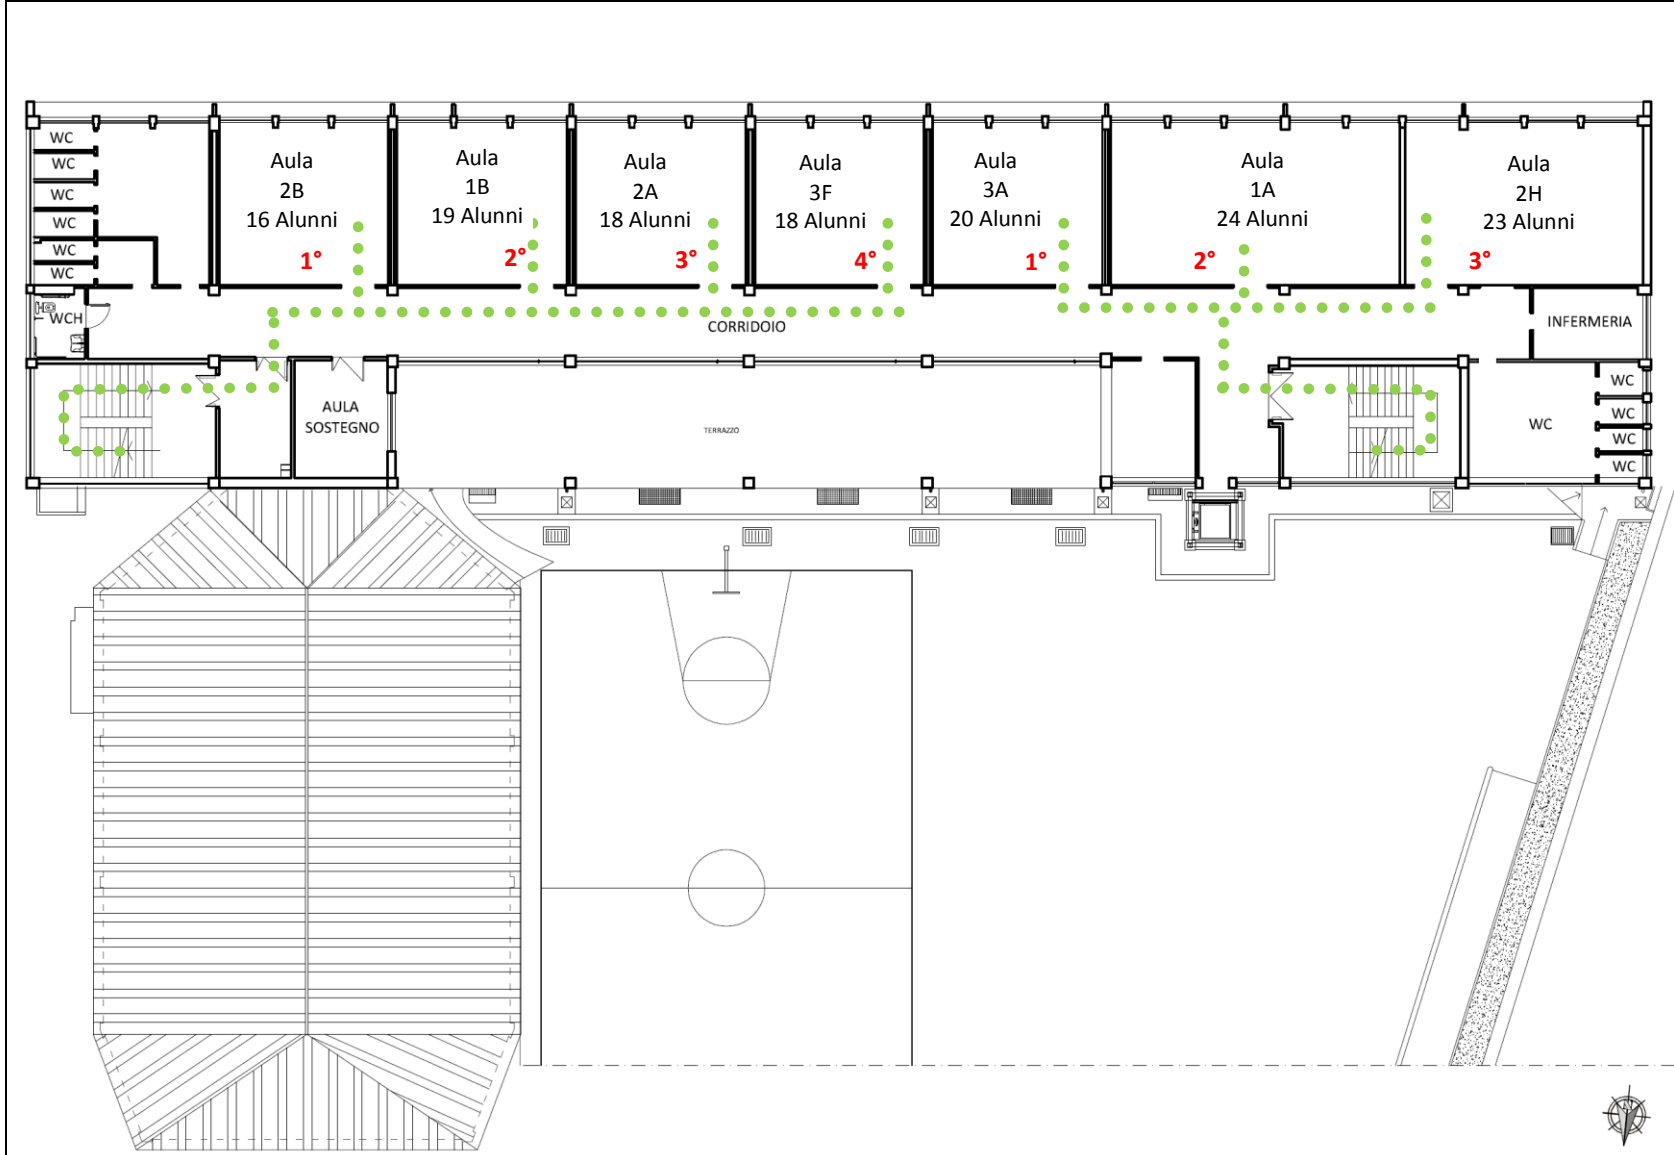 WC
WC
WC
WC
WC
WC
Aula
2B
16 Alunni
1°
Aula
1B
19 Alunni
2°
Aula
2A
18 Alunni
3°
Aula
3F
18 Alunni
4°
Aula
3A
20 Alunni
1°
Aula
1A
24 Alunni
2°
Aula
2H
23 Alunni
3°
WCH
CORRIDOIO
INFERMERIA
AULA
SOSTEGNO
TERRAZZO
WC
WC
WC
WC
WC